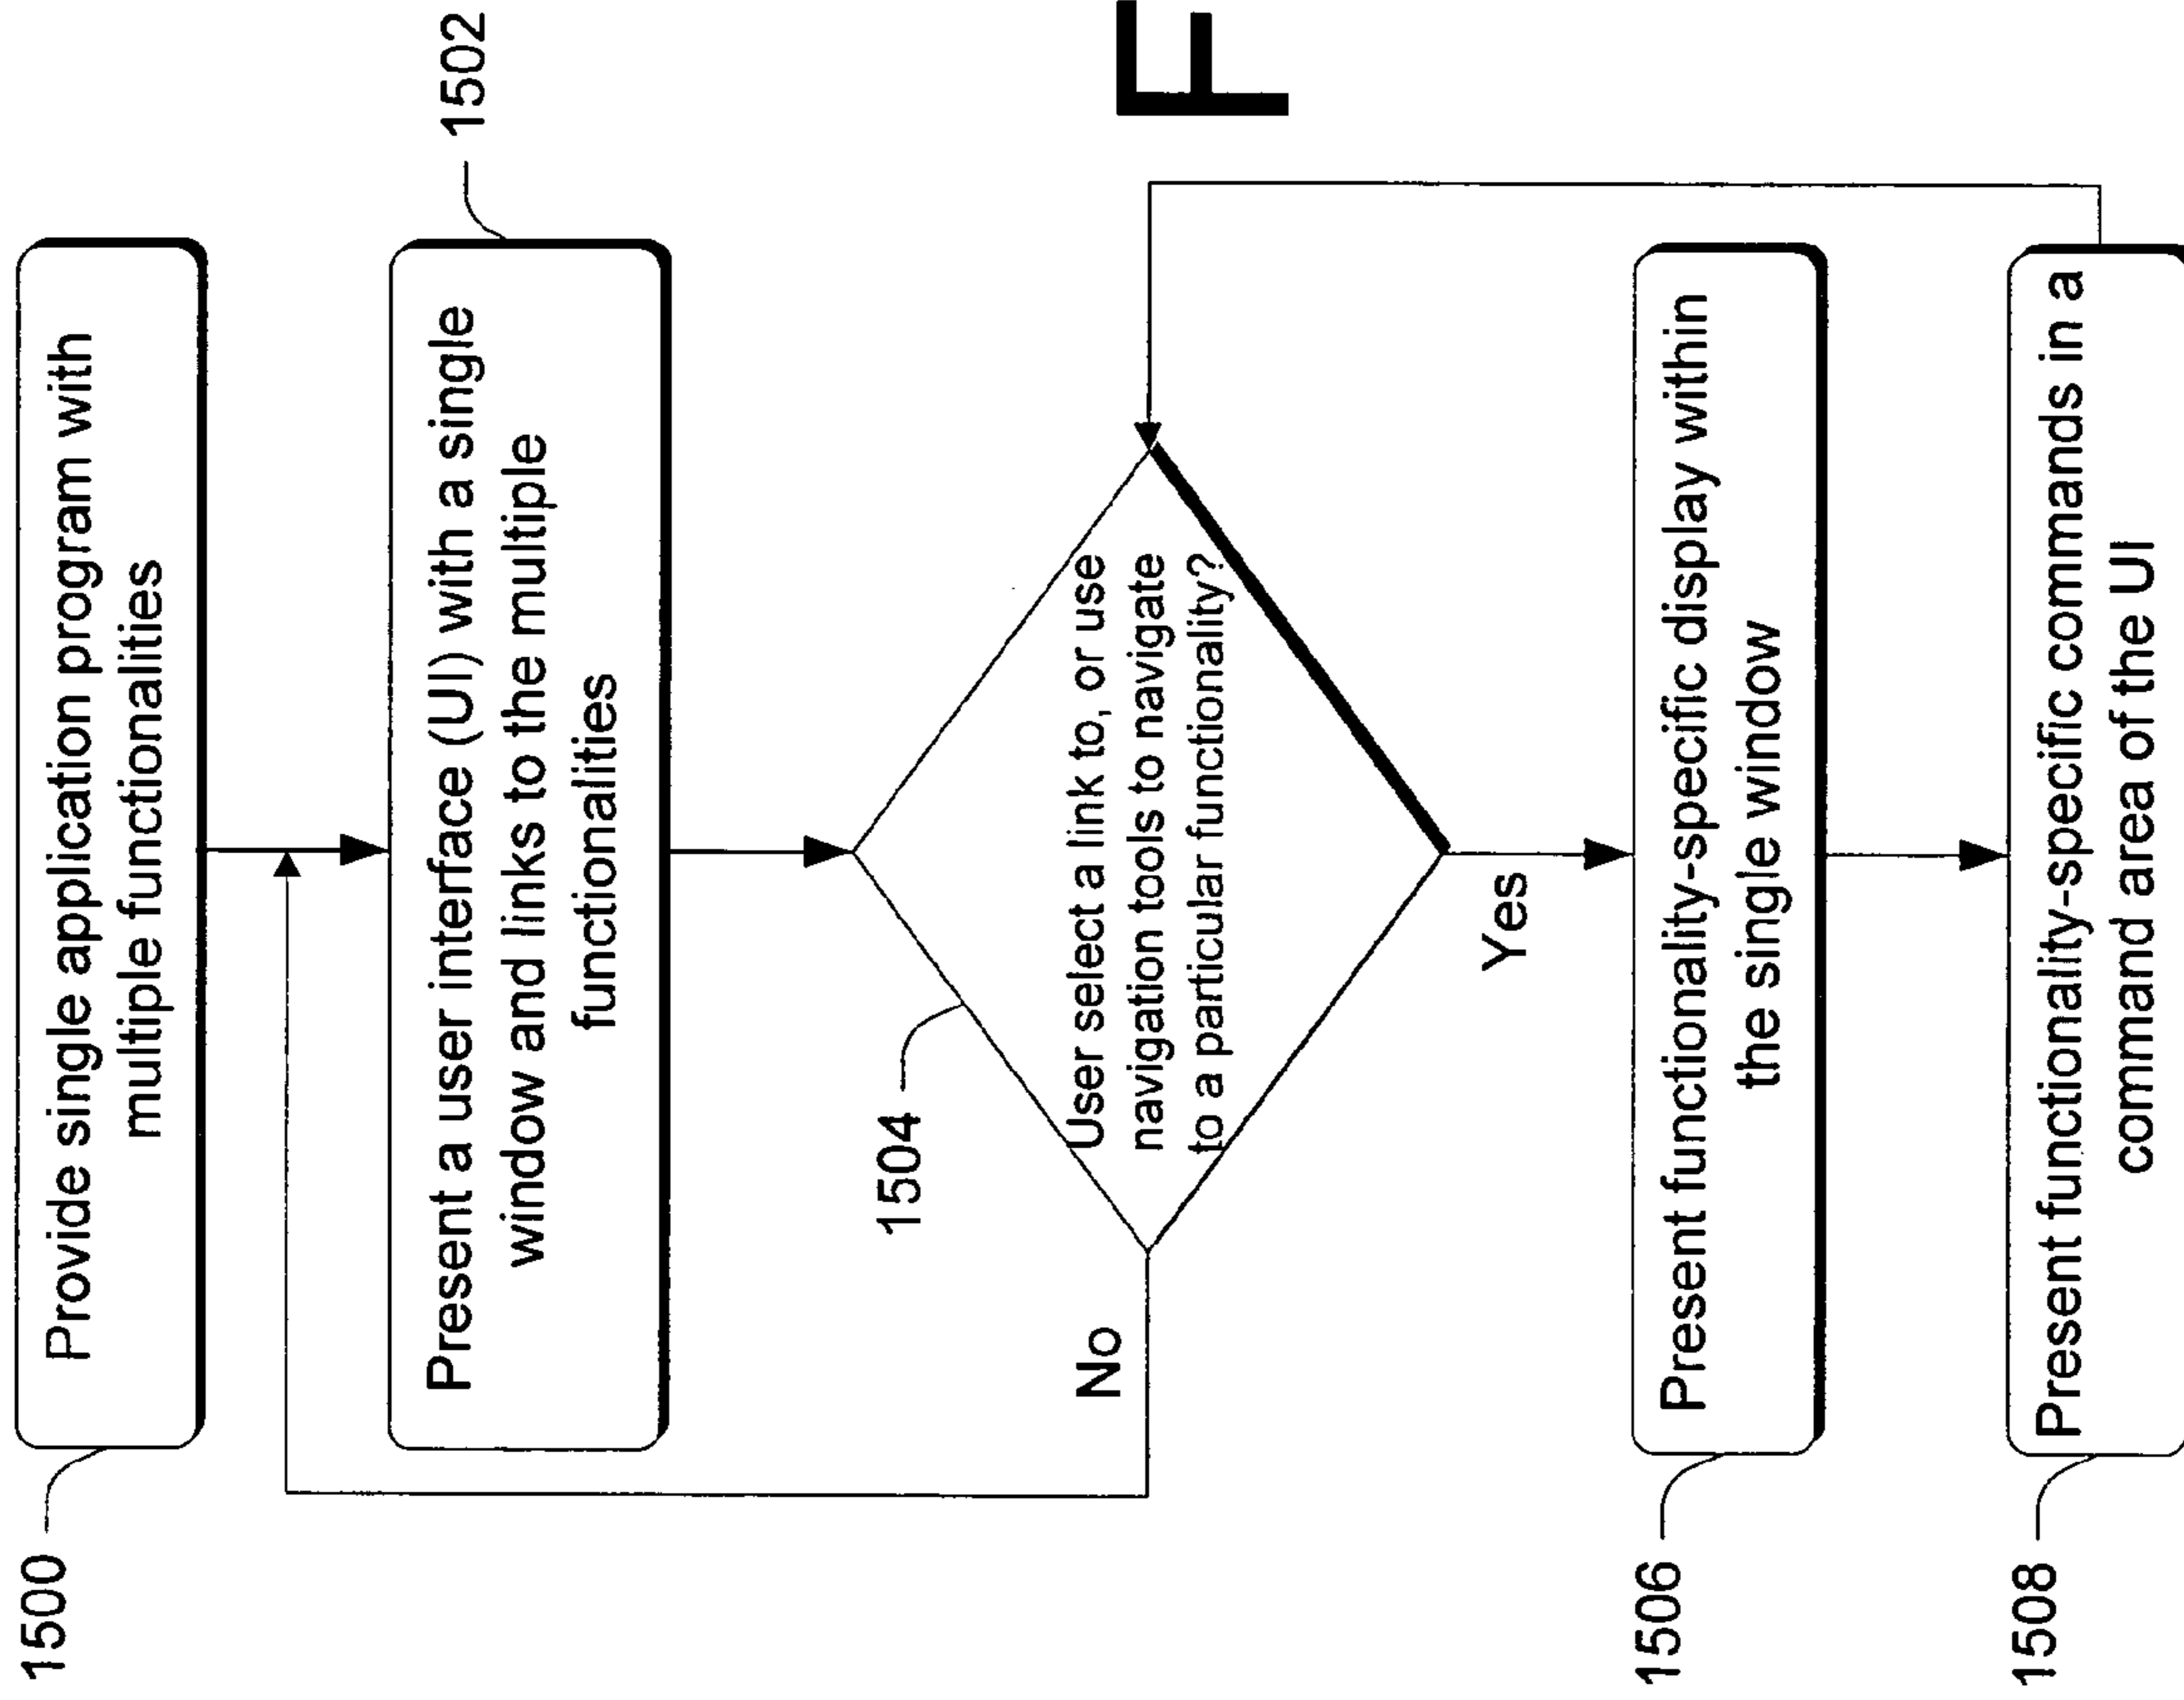 1500
Provide single application program with
multiple functionalities
1502
Present a user interface (UI) with a single
window and links to the multiple
functionalities
1504
User select a link to, or use
navigation tools to navigate
to a particular functionality?
No
Yes
1506
Present functionality-specific display within
the single window
1508
Present functionality-specific commands in a
command area of the UI
F